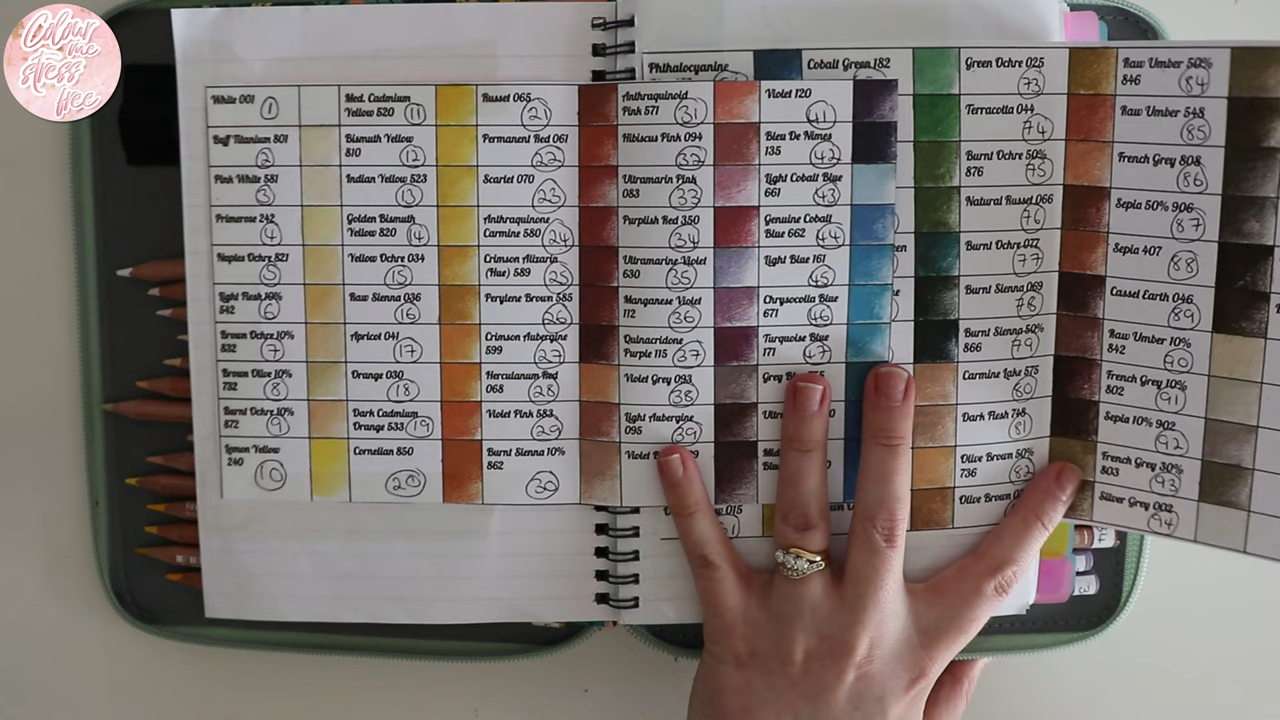 Colour
me
stress
free
White 001 1
Buff Titanium 801
2
Pink White 581
3
Primerose 242
4
Naples Ochre 821
5
Light Flesh 10%
542 6
Brown Ochre 10%
832 7
Brown Olive 10%
732 8
Burnt Ochre 10%
872 9
Lemon Yellow
240 10
Med. Cadmium
Yellow 520 11
Bismuth Yellow
810 12
Indian Yellow 523
13
Golden Bismuth
Yellow 820 14
Yellow Ochre 034
15
Raw Sienna 036
16
Apricot 041
17
Orange 030
18
Dark Cadmium
Orange 533 19
Cornelian 850
20
Russet 065
21
Permanent Red 061
22
Scarlet 070
23
Anthraquinone
Carmine 580 24
Crimson Alizarin
(Hue) 589 25
Perylene Brown 585
26
Crimson Aubergine
599 27
Herculanum Red
068 28
Violet Pink 583
29
Burnt Sienna 10%
862 30
Anthraquinoid
Pink 571 31
Hibiscus Pink 094
32
Ultramarin Pink
083 33
Purplish Red 350
34
Ultramarine Violet
630 35
Manganese Violet
112 36
Quinacridone
Purple 115 37
Violet Grey 093
38
Light Aubergine
095 39
Violet
Violet 120
41
Bleu De Nimes
135 42
Light Cobalt Blue
661 43
Genuine Cobalt
Blue 662 44
Light Blue 161
45
Chrysocolla Blue
671 46
Turquoise Blue
171 47
Grey
Phthalocyanine
Cobalt Green 182
015
Green Ochre 025
73
Terracotta 044
74
Burnt Ochre 50%
876 75
Natural Russet 066
76
Burnt Ochre 077
77
Burnt Sienna 069
78
Burnt Sienna 50%
866 79
Carmine Lake 575
80
Dark Flesh 748
81
Olive Brown 50%
736 82
Olive Brown
Raw Umber 50%
846 84
Raw Umber 548
85
French Grey 808
86
Sepia 50% 906
87
Sepia 407
88
Cassel Earth 046
89
Raw Umber 10%
842 90
French Grey 10%
802 91
Sepia 10% 902
92
French Grey 30%
803 93
Silver Grey 002
94